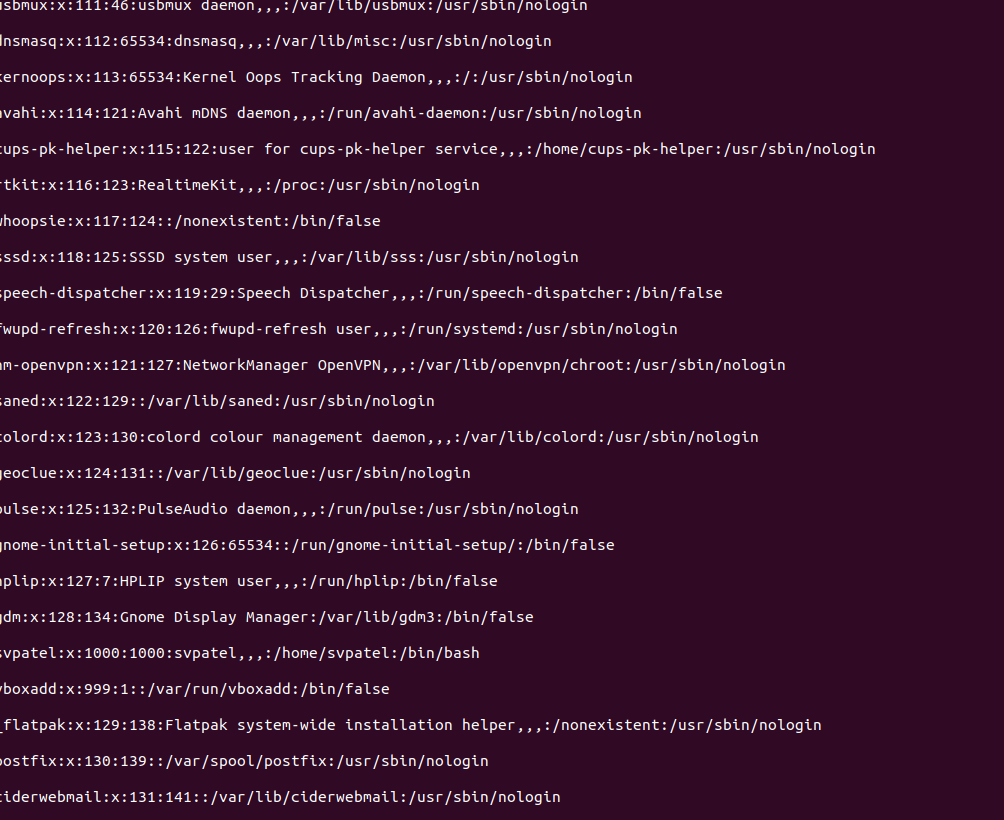 usbmux:x:111:46:usbmux daemon,,,:/var/lib/usbmux:/usr/sbin/nologin
dnsmasq:x:112:65534:dnsmasq,,,:/var/lib/misc:/usr/sbin/nologin
kernoops:x:113:65534:Kernel Oops Tracking Daemon,,,:/:/usr/sbin/nologin
avahi:x:114:121:Avahi mDNS daemon,,,:/run/avahi-daemon:/usr/sbin/nologin
cups-pk-helper:x:115:122:user for cups-pk-helper service,,,:/home/cups-pk-helper:/usr/sbin/nologin
rtkit:x:116:123:RealtimeKit,,,:/proc:/usr/sbin/nologin
whoopsie:x:117:124::/nonexistent:/bin/false
sssd:x:118:125:SSSD system user,,,:/var/lib/sss:/usr/sbin/nologin
speech-dispatcher:x:119:29:Speech Dispatcher,,,:/run/speech-dispatcher:/bin/false
fwupd-refresh:x:120:126:fwupd-refresh user,,,:/run/systemd:/usr/sbin/nologin
nm-openvpn:x:121:127:NetworkManager OpenVPN,,,:/var/lib/openvpn/chroot:/usr/sbin/nologin
saned:x:122:129::/var/lib/saned:/usr/sbin/nologin
colord:x:123:130:colord colour management daemon,,,:/var/lib/colord:/usr/sbin/nologin
geoclue:x:124:131::/var/lib/geoclue:/usr/sbin/nologin
pulse:x:125:132:PulseAudio daemon,,,:/run/pulse:/usr/sbin/nologin
gnome-initial-setup:x:126:65534::/run/gnome-initial-setup/:/bin/false
hplip:x:127:7:HPLIP system user,,,:/run/hplip:/bin/false
gdm:x:128:134:Gnome Display Manager:/var/lib/gdm3:/bin/false
svpatel:x:1000:1000:svpatel,,,:/home/svpatel:/bin/bash
vboxadd:x:999:1::/var/run/vboxadd:/bin/false
_flatpak:x:129:138:Flatpak system-wide installation helper,,,:/nonexistent:/usr/sbin/nologin
postfix:x:130:139::/var/spool/postfix:/usr/sbin/nologin
ciderwebmail:x:131:141::/var/lib/ciderwebmail:/usr/sbin/nologin